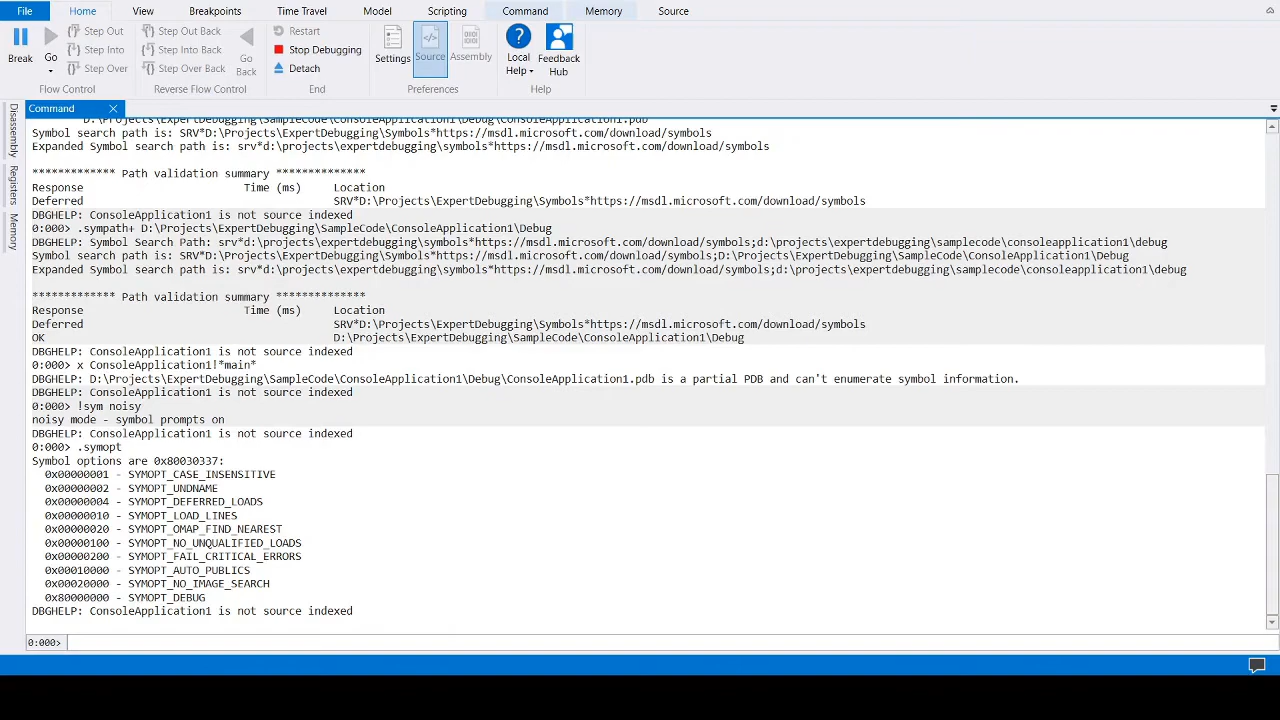 File Home View Breakpoints Time Travel Model Scripting Command Memory Source
Break
Go
Step Out
Step Into
Step Over
Flow Control
Step Out Back
Step Into Back
Step Over Back
Go Back
Reverse Flow Control
Restart
Stop Debugging
Detach
End
Settings
Source
Assembly
Preferences
Local Help
Feedback Hub
Help
Disassembly
Registers
Memory
Command
D:\Projects\ExpertDebugging\SampleCode\ConsoleApplication1\Debug\ConsoleApplication1.pdb
Symbol search path is: SRV*D:\Projects\ExpertDebugging\Symbols*https://msdl.microsoft.com/download/symbols
Expanded Symbol search path is: srv*d:\projects\expertdebugging\symbols*https://msdl.microsoft.com/download/symbols
************* Path validation summary **************
Response Time (ms) Location
Deferred SRV*D:\Projects\ExpertDebugging\Symbols*https://msdl.microsoft.com/download/symbols
DBGHELP: ConsoleApplication1 is not source indexed
0:000> .sympath+ D:\Projects\ExpertDebugging\SampleCode\ConsoleApplication1\Debug
DBGHELP: Symbol Search Path: srv*d:\projects\expertdebugging\symbols*https://msdl.microsoft.com/download/symbols;d:\projects\expertdebugging\samplecode\consoleapplication1\debug
Symbol search path is: SRV*D:\Projects\ExpertDebugging\Symbols*https://msdl.microsoft.com/download/symbols;D:\Projects\ExpertDebugging\SampleCode\ConsoleApplication1\Debug
Expanded Symbol search path is: srv*d:\projects\expertdebugging\symbols*https://msdl.microsoft.com/download/symbols;d:\projects\expertdebugging\samplecode\consoleapplication1\debug
************* Path validation summary **************
Response Time (ms) Location
Deferred SRV*D:\Projects\ExpertDebugging\Symbols*https://msdl.microsoft.com/download/symbols
OK D:\Projects\ExpertDebugging\SampleCode\ConsoleApplication1\Debug
DBGHELP: ConsoleApplication1 is not source indexed
0:000> x ConsoleApplication1!*main*
DBGHELP: D:\Projects\ExpertDebugging\SampleCode\ConsoleApplication1\Debug\ConsoleApplication1.pdb is a partial PDB and can't enumerate symbol information.
DBGHELP: ConsoleApplication1 is not source indexed
0:000> !sym noisy
noisy mode - symbol prompts on
DBGHELP: ConsoleApplication1 is not source indexed
0:000> .symopt
Symbol options are 0x80030337:
0x00000001 - SYMOPT_CASE_INSENSITIVE
0x00000002 - SYMOPT_UNDNAME
0x00000004 - SYMOPT_DEFERRED_LOADS
0x00000010 - SYMOPT_LOAD_LINES
0x00000020 - SYMOPT_OMAP_FIND_NEAREST
0x00000100 - SYMOPT_NO_UNQUALIFIED_LOADS
0x00000200 - SYMOPT_FAIL_CRITICAL_ERRORS
0x00010000 - SYMOPT_AUTO_PUBLICS
0x00020000 - SYMOPT_NO_IMAGE_SEARCH
0x80000000 - SYMOPT_DEBUG
DBGHELP: ConsoleApplication1 is not source indexed
0:000>